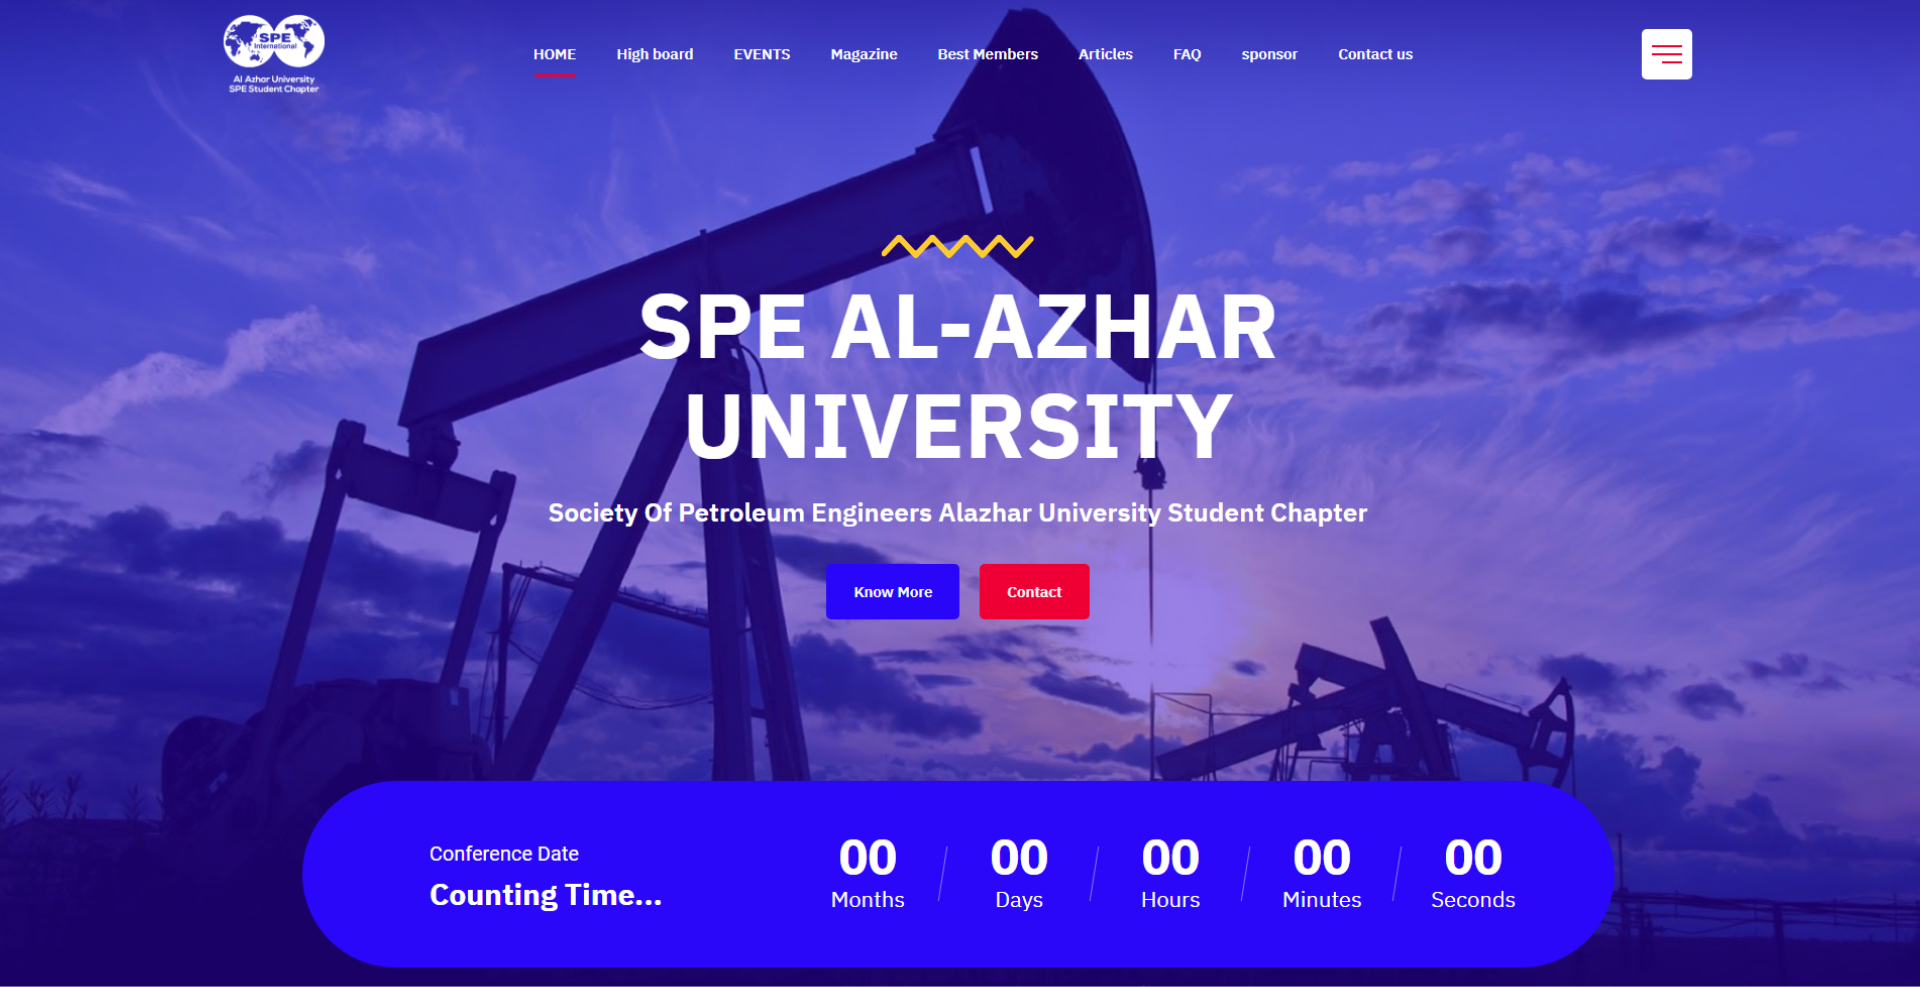 SPE
International
Al Azhar University
SPE Student Chapter
HOME High board EVENTS Magazine Best Members Articles FAQ sponsor Contact us
SPE AL-AZHAR
UNIVERSITY
Society Of Petroleum Engineers Alazhar University Student Chapter
Know More Contact
Conference Date
Counting Time...
00 00 00 00 00
Months Days Hours Minutes Seconds